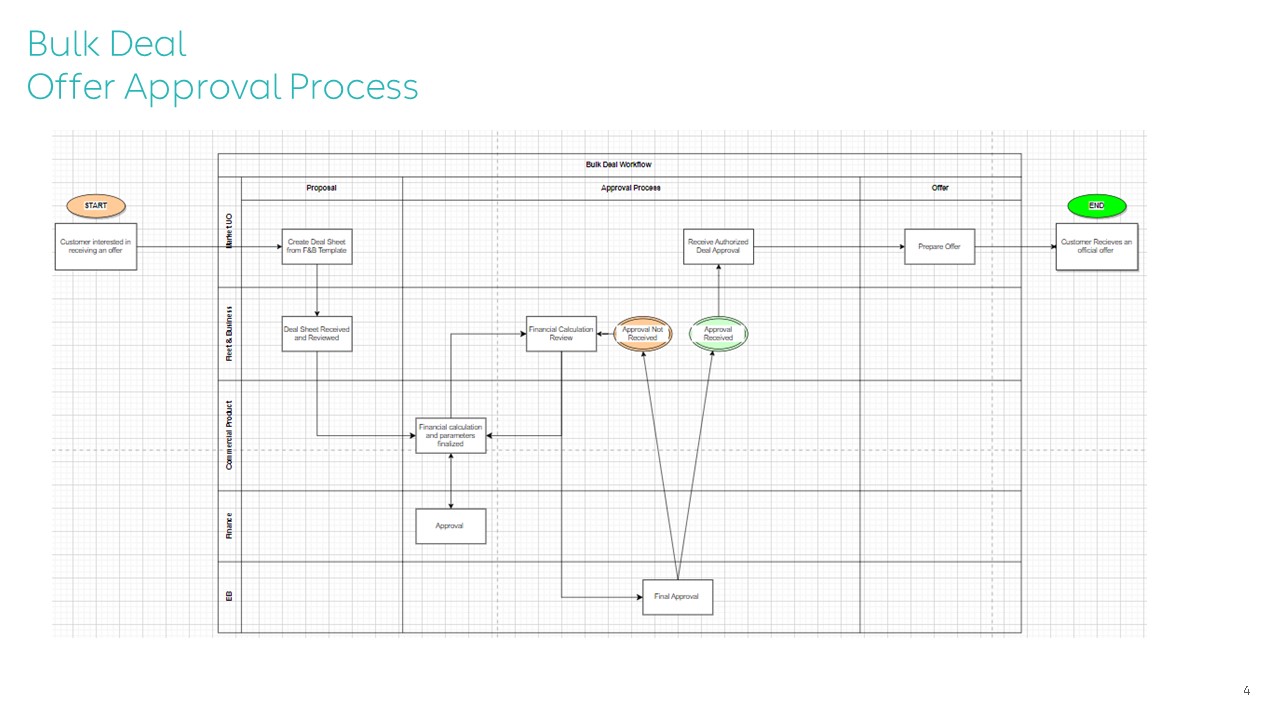 Bulk Deal
Offer Approval Process
Bulk Deal Workflow
Proposal
Approval Process
Offer
START
Customer interested in
receiving an offer
Market UO
Create Deal Sheet
from F&B Template
Receive Authorized
Deal Approval
Prepare Offer
END
Customer Recieves an
official offer
Fleet & Business
Deal Sheet Received
and Reviewed
Financial Calculation
Review
Approval Not
Received
Approval
Received
Commercial Product
Financial calculation
and parameters
finalized
Finance
Approval
EB
Final Approval
4